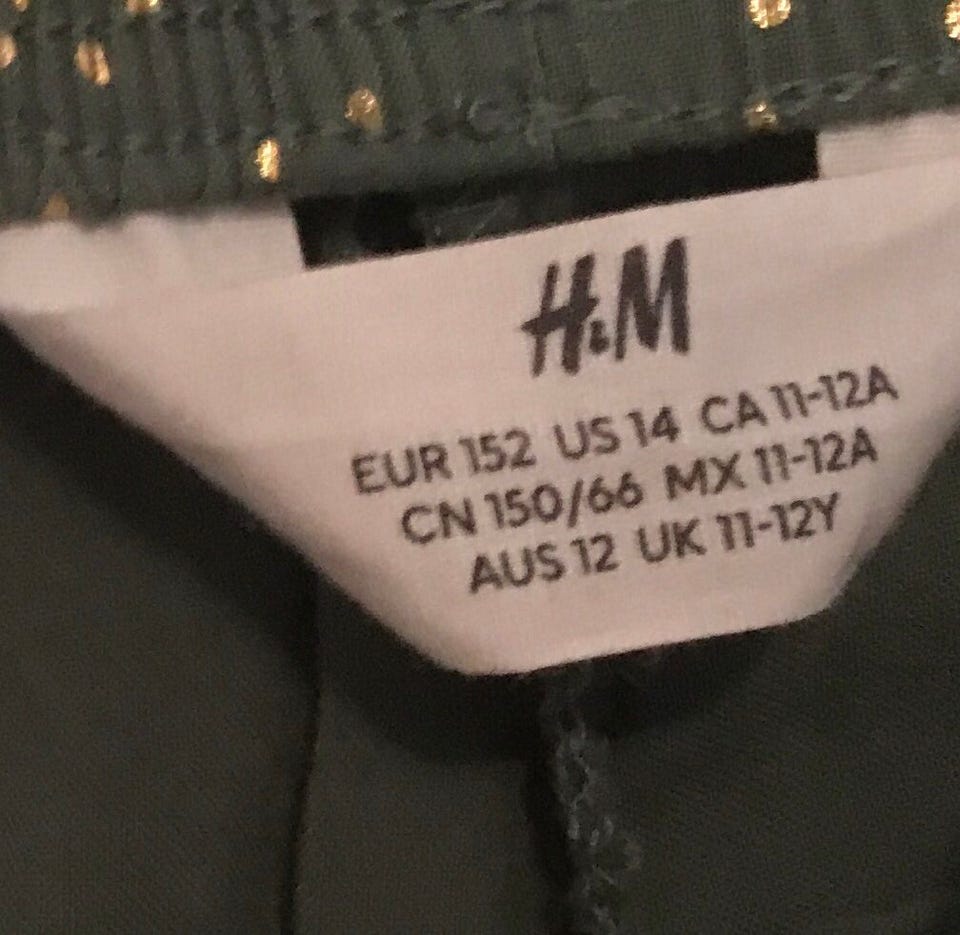 H&M
EUR 152 US 14 CA 11-12A
CN 150/66 MX 11-12A
AUS 12 UK 11-12Y